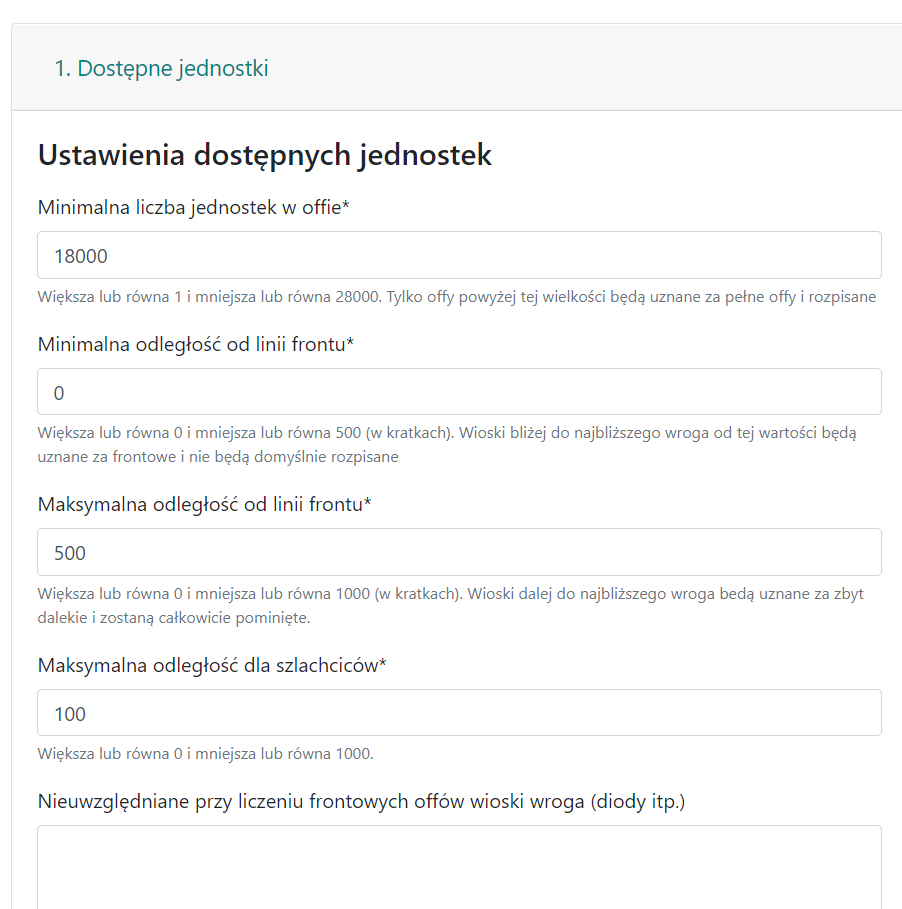 1. Dostępne jednostki
Ustawienia dostępnych jednostek
Minimalna liczba jednostek w offie*
18000
Większa lub równa 1 i mniejsza lub równa 28000. Tylko offy powyżej tej wielkości będą uznane za pełne offy i rozpisane
Minimalna odległość od linii frontu*
0
Większa lub równa 0 i mniejsza lub równa 500 (w kratkach). Wioski bliżej do najbliższego wroga od tej wartości będą
uznane za frontowe i nie będą domyślnie rozpisane
Maksymalna odległość od linii frontu*
500
Większa lub równa 0 i mniejsza lub równa 1000 (w kratkach). Wioski dalej do najbliższego wroga bedą uznane za zbyt
dalekie i zostaną całkowicie pominięte.
Maksymalna odległość dla szlachciców*
100
Większa lub równa 0 i mniejsza lub równa 1000.
Nieuwzględniane przy liczeniu frontowych offów wioski wroga (diody itp.)